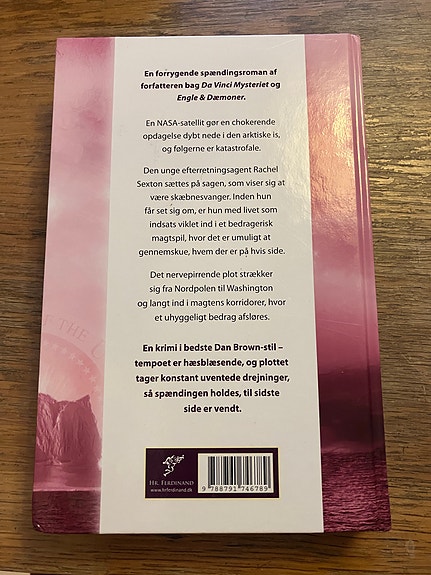 En forrygende spændingsroman af
forfatteren bag Da Vinci Mysteriet og
Engle & Dæmoner.
En NASA-satellit gør en chokerende
opdagelse dybt nede i den arktiske is,
og følgerne er katastrofale.
Den unge efterretningsagent Rachel
Sexton sættes på sagen, som viser sig at
være skæbnesvanger. Inden hun
får set sig om, er hun med livet som
indsats viklet ind i et bedragerisk
magtspil, hvor det er umuligt at
gennemskue, hvem der er på hvis side.
Det nervepirrende plot strækker
sig fra Nordpolen til Washington
og langt ind i magtens korridorer, hvor
et uhyggeligt bedrag afsløres.
En krimi i bedste Dan Brown-stil –
tempoet er hæsblæsende, og plottet
tager konstant uventede drejninger,
så spændingen holdes, til sidste
side er vendt.
Hr. Ferdinand
www.hrferdinand.dk
9 788791 746789